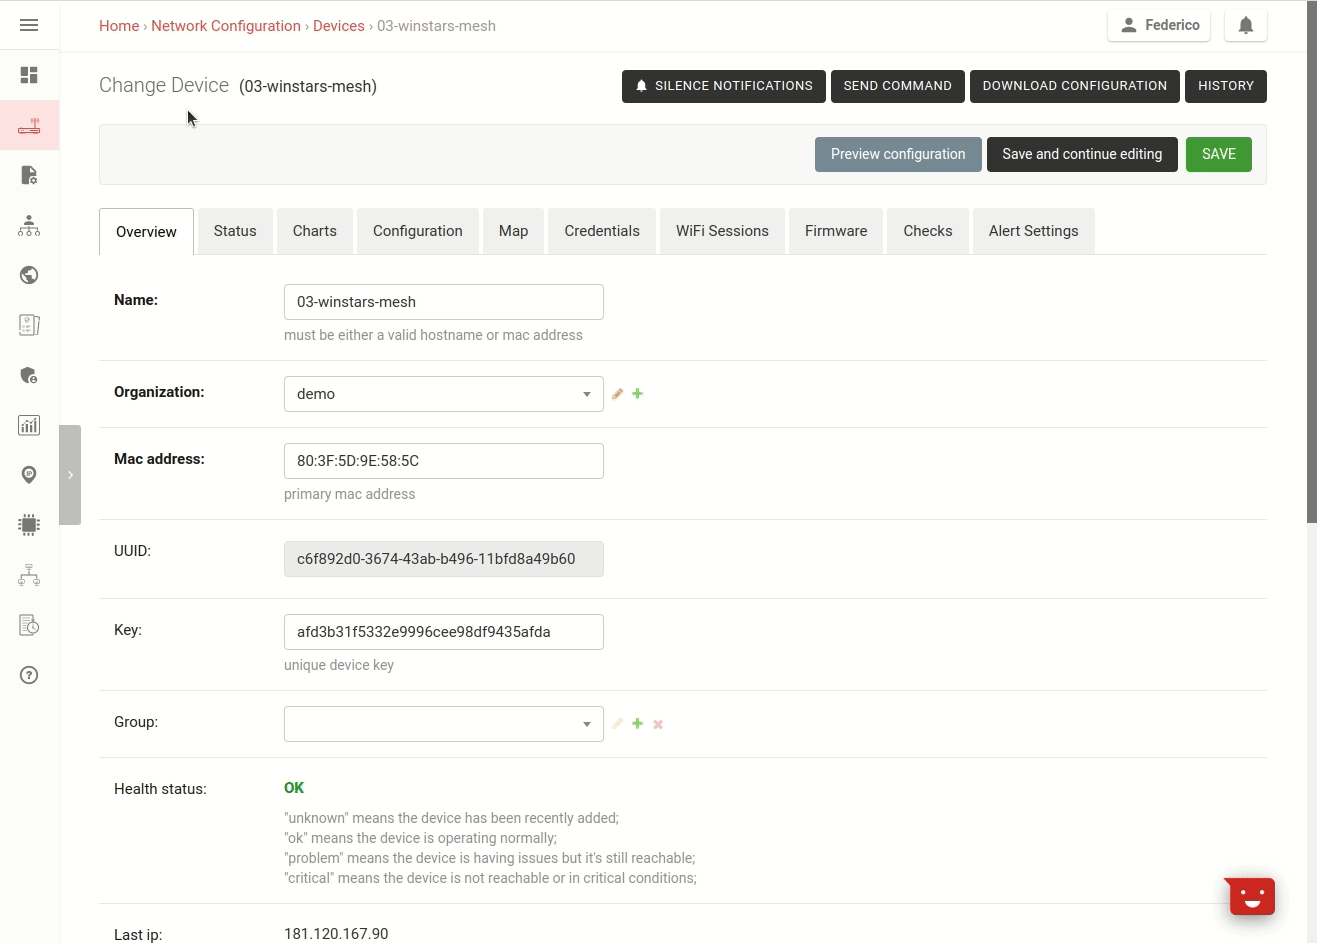 Home › Network Configuration › Devices › 03-winstars-mesh
Federico
Change Device (03-winstars-mesh)
SILENCE NOTIFICATIONS
SEND COMMAND
DOWNLOAD CONFIGURATION
HISTORY
Preview configuration
Save and continue editing
SAVE
Overview
Status
Charts
Configuration
Map
Credentials
WiFi Sessions
Firmware
Checks
Alert Settings
Name:
03-winstars-mesh
must be either a valid hostname or mac address
Organization:
demo
Mac address:
80:3F:5D:9E:58:5C
primary mac address
UUID:
c6f892d0-3674-43ab-b496-11bfd8a49b60
Key:
afd3b31f5332e9996cee98df9435afda
unique device key
Group:
Health status:
OK
"unknown" means the device has been recently added;
"ok" means the device is operating normally;
"problem" means the device is having issues but it's still reachable;
"critical" means the device is not reachable or in critical conditions;
Last ip:
181.120.167.90